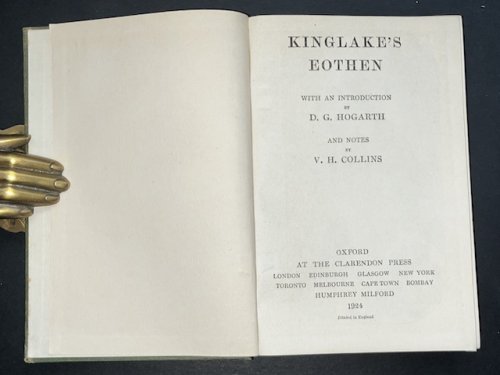 KINGLAKE'S
EOTHEN
WITH AN INTRODUCTION
BY
D. G. HOGARTH
AND NOTES
BY
V. H. COLLINS
OXFORD
AT THE CLARENDON PRESS
LONDON EDINBURGH GLASGOW NEW YORK
TORONTO MELBOURNE CAPE TOWN BOMBAY
HUMPHREY MILFORD
1924
Printed in England